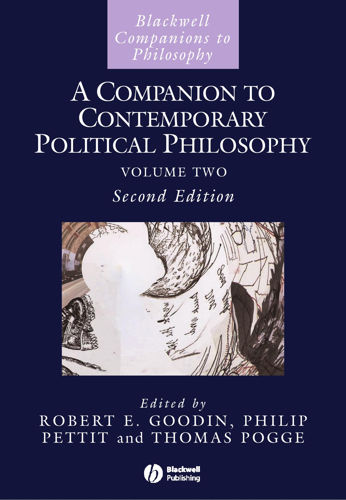 Blackwell
Companions to
Philosophy
A COMPANION TO
CONTEMPORARY
POLITICAL PHILOSOPHY
VOLUME TWO
Second Edition
Edited by
ROBERT E. GOODIN, PHILIP
PETTIT and THOMAS POGGE
Blackwell
Publishing